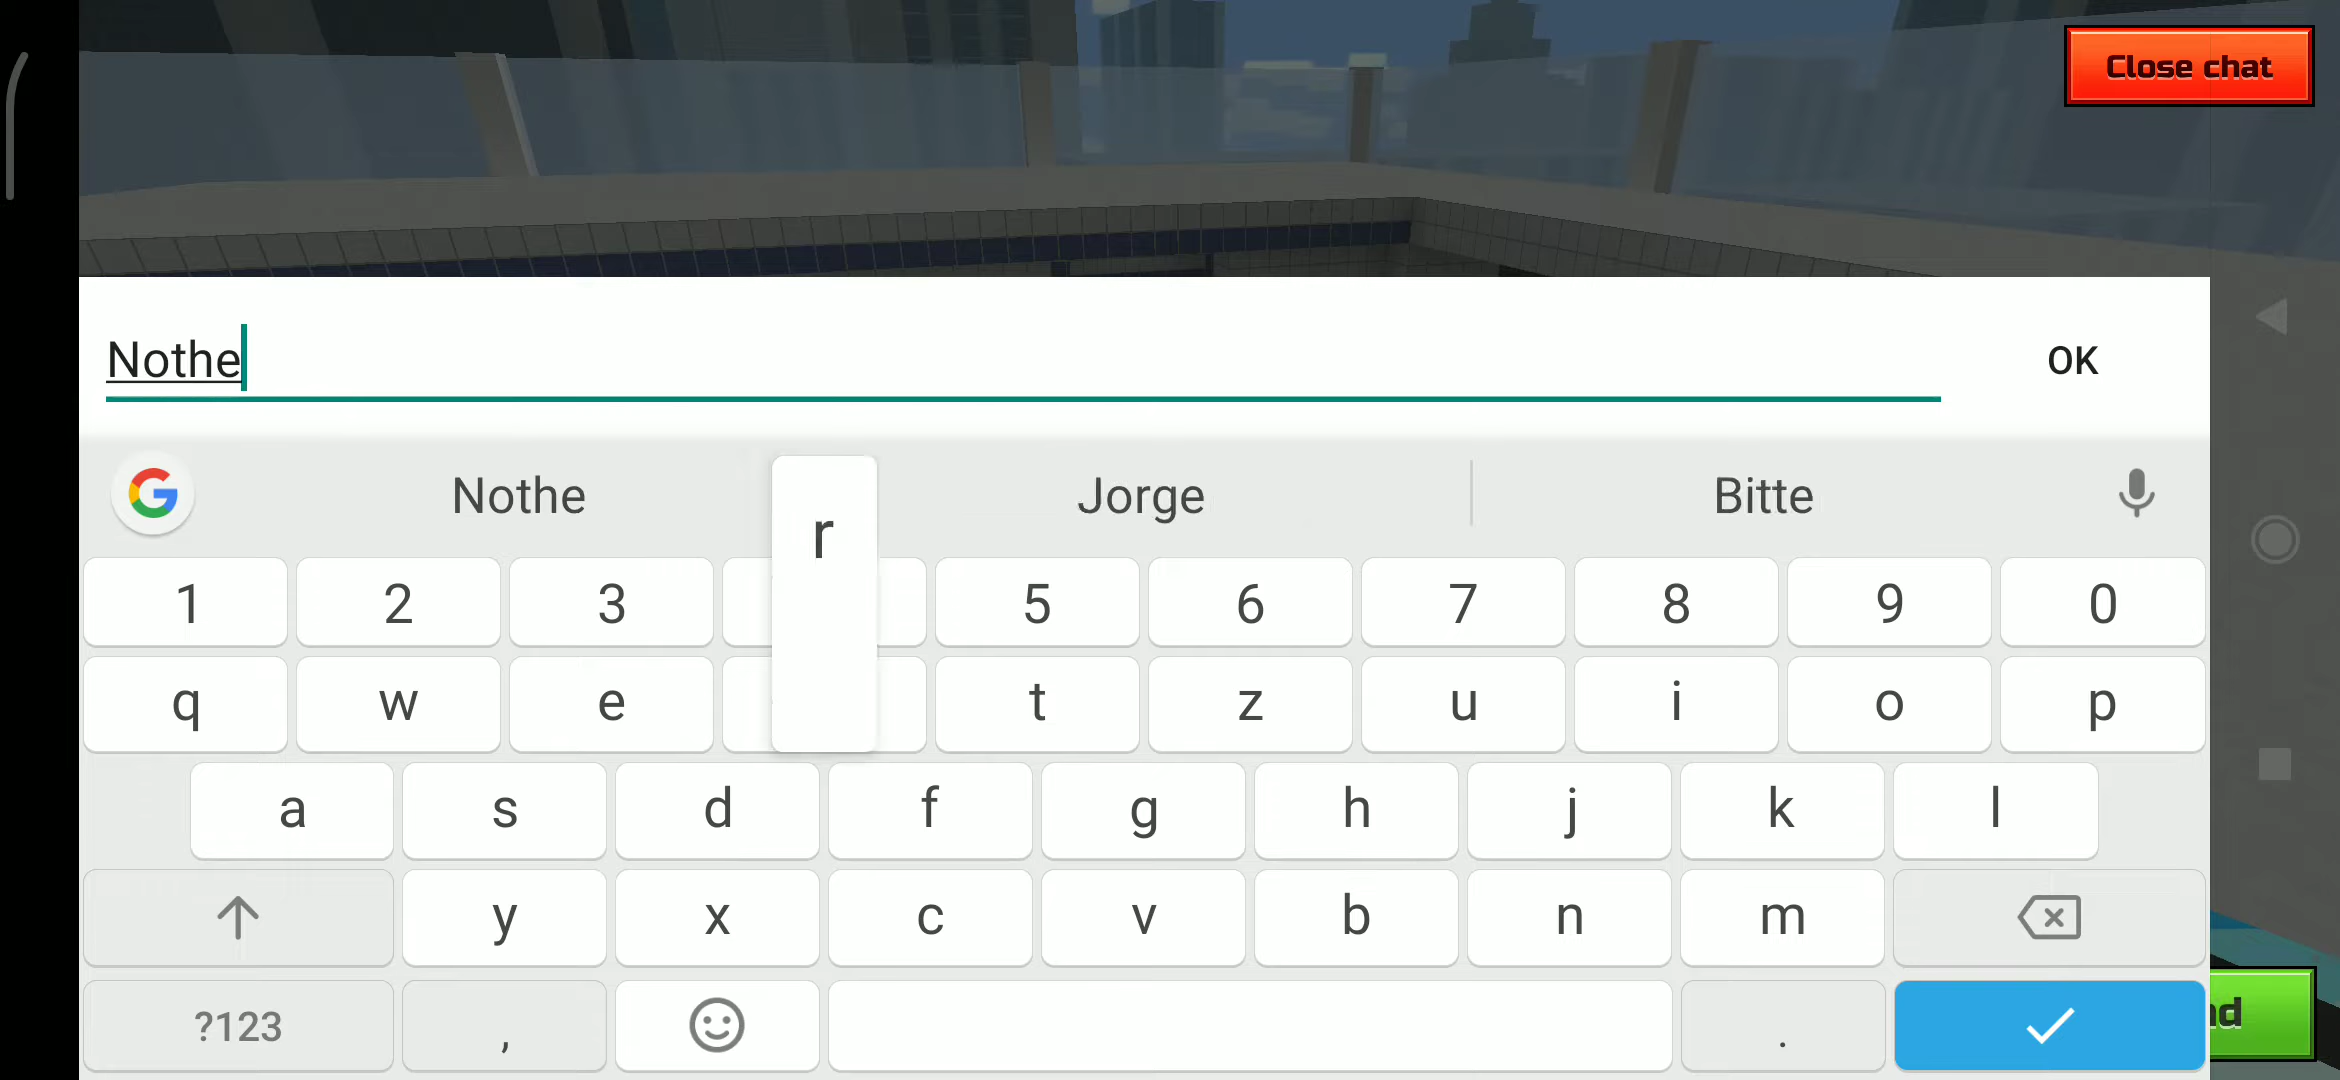 Close chat
Nothe
OK
Nothe
Jorge
Bitte
r
1 2 3 5 6 7 8 9 0
q w e t z u i o p
a s d f g h j k l
y x c v b n m
?123 , .